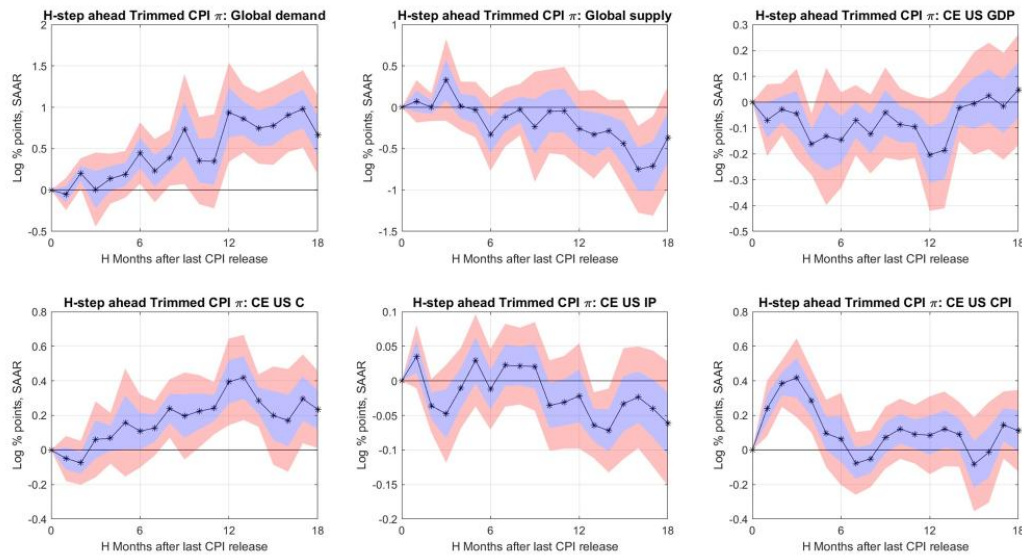 H-step ahead Trimmed CPI π: Global demand
Log % points, SAAR
2
1.5
1
0.5
0
-0.5
0 6 12 18
H Months after last CPI release
H-step ahead Trimmed CPI π: Global supply
Log % points, SAAR
1
0.5
0
-0.5
-1
-1.5
0 6 12 18
H Months after last CPI release
H-step ahead Trimmed CPI π: CE US GDP
Log % points, SAAR
0.3
0.2
0.1
0
-0.1
-0.2
-0.3
-0.4
-0.5
0 6 12 18
H Months after last CPI release
H-step ahead Trimmed CPI π: CE US C
Log % points, SAAR
0.8
0.6
0.4
0.2
0
-0.2
-0.4
0 6 12 18
H Months after last CPI release
H-step ahead Trimmed CPI π: CE US IP
Log % points, SAAR
0.1
0.05
0
-0.05
-0.1
-0.15
-0.2
0 6 12 18
H Months after last CPI release
H-step ahead Trimmed CPI π: CE US CPI
Log % points, SAAR
0.8
0.6
0.4
0.2
0
-0.2
-0.4
0 6 12 18
H Months after last CPI release